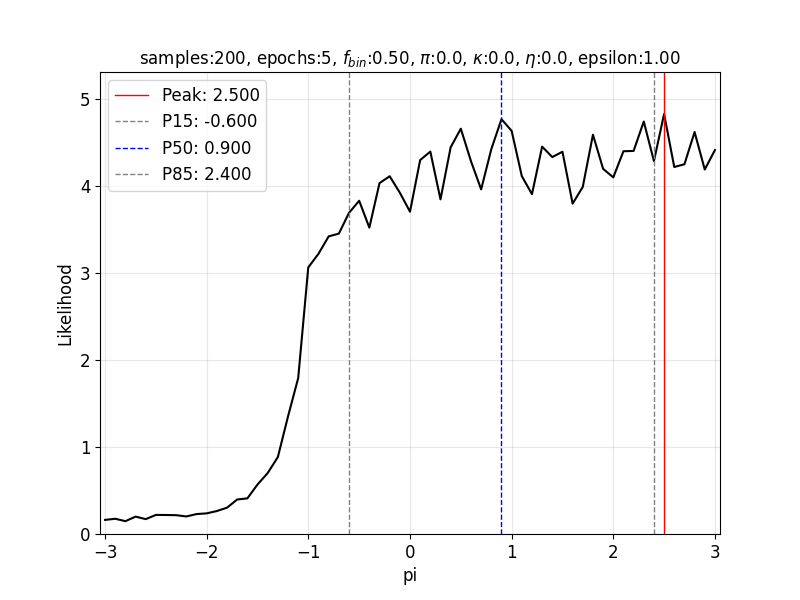 samples:200, epochs:5, f_bin:0.50, π:0.0, κ:0.0, η:0.0, epsilon:1.00
Peak: 2.500
P15: -0.600
P50: 0.900
P85: 2.400
5
4
3
2
1
0
Likelihood
−3 −2 −1 0 1 2 3
pi